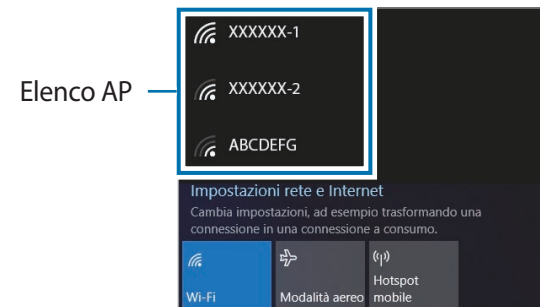 XXXXXX-1
Elenco AP
XXXXXX-2
ABCDEFG
Impostazioni rete e Internet
Cambia impostazioni, ad esempio trasformando una
connessione in una connessione a consumo.
Wi-Fi
Modalità aereo
Hotspot
mobile